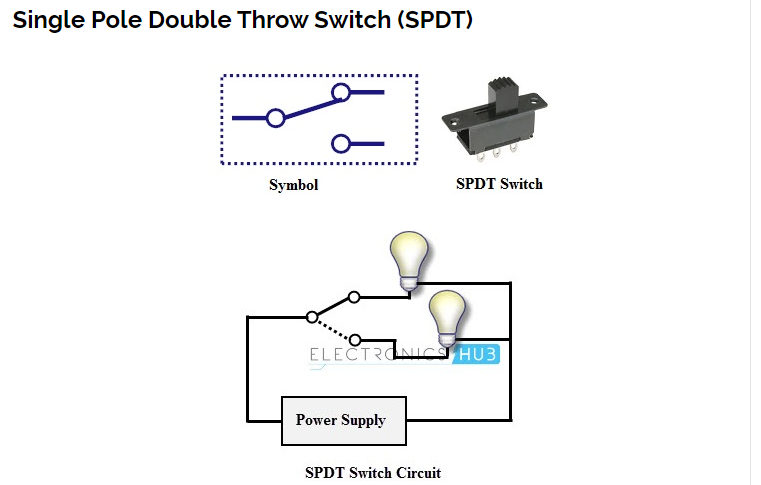 Single Pole Double Throw Switch (SPDT)
Symbol
SPDT Switch
ELECTRONICS HUB
Power Supply
SPDT Switch Circuit